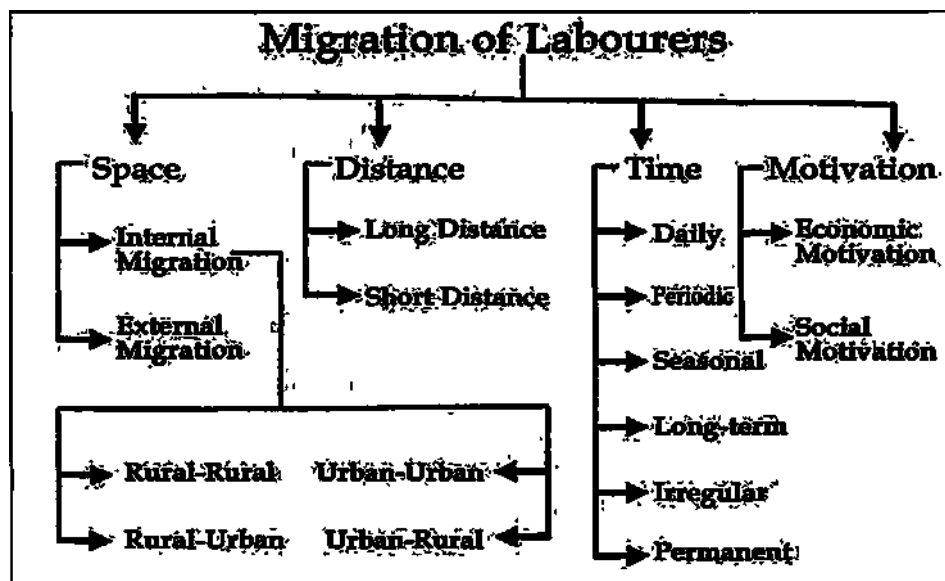 Migration of Labourers
Space
Internal
Migration
External
Migration
Rural-Rural
Rural-Urban
Urban-Urban
Urban-Rural
Distance
Long Distance
Short Distance
Time
Daily
Periodic
Seasonal
Long-term
Irregular
Permanent
Motivation
Economic
Motivation
Social
Motivation